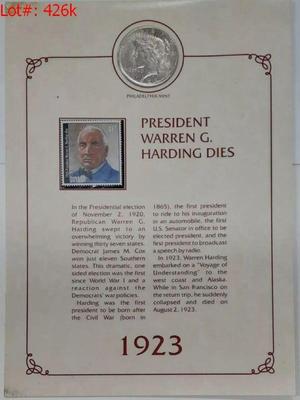 Lot#: 426k
PHILADELPHIA MINT
PRESIDENT
WARREN G.
HARDING DIES
In the Presidential election
of November 2, 1920,
Republican Warren G.
Harding swept to an
overwhelming victory by
winning thirty seven states.
Democrat James M. Cox
won just eleven Southern
states. This dramatic, one
sided election was the first
since World War I and a
reaction against the
Democrats' war policies.
Harding was the first
president to be born after
the Civil War (born in
1865), the first president
to ride to his inauguration
in an automobile, the first
U.S. Senator in office to be
elected president, and the
first president to broadcast
a speech by radio.
In 1923, Warren Harding
embarked on a "Voyage of
Understanding" to the
west coast and Alaska.
While in San Francisco on
the return trip, he suddenly
collapsed and died on
August 2, 1923.
1923